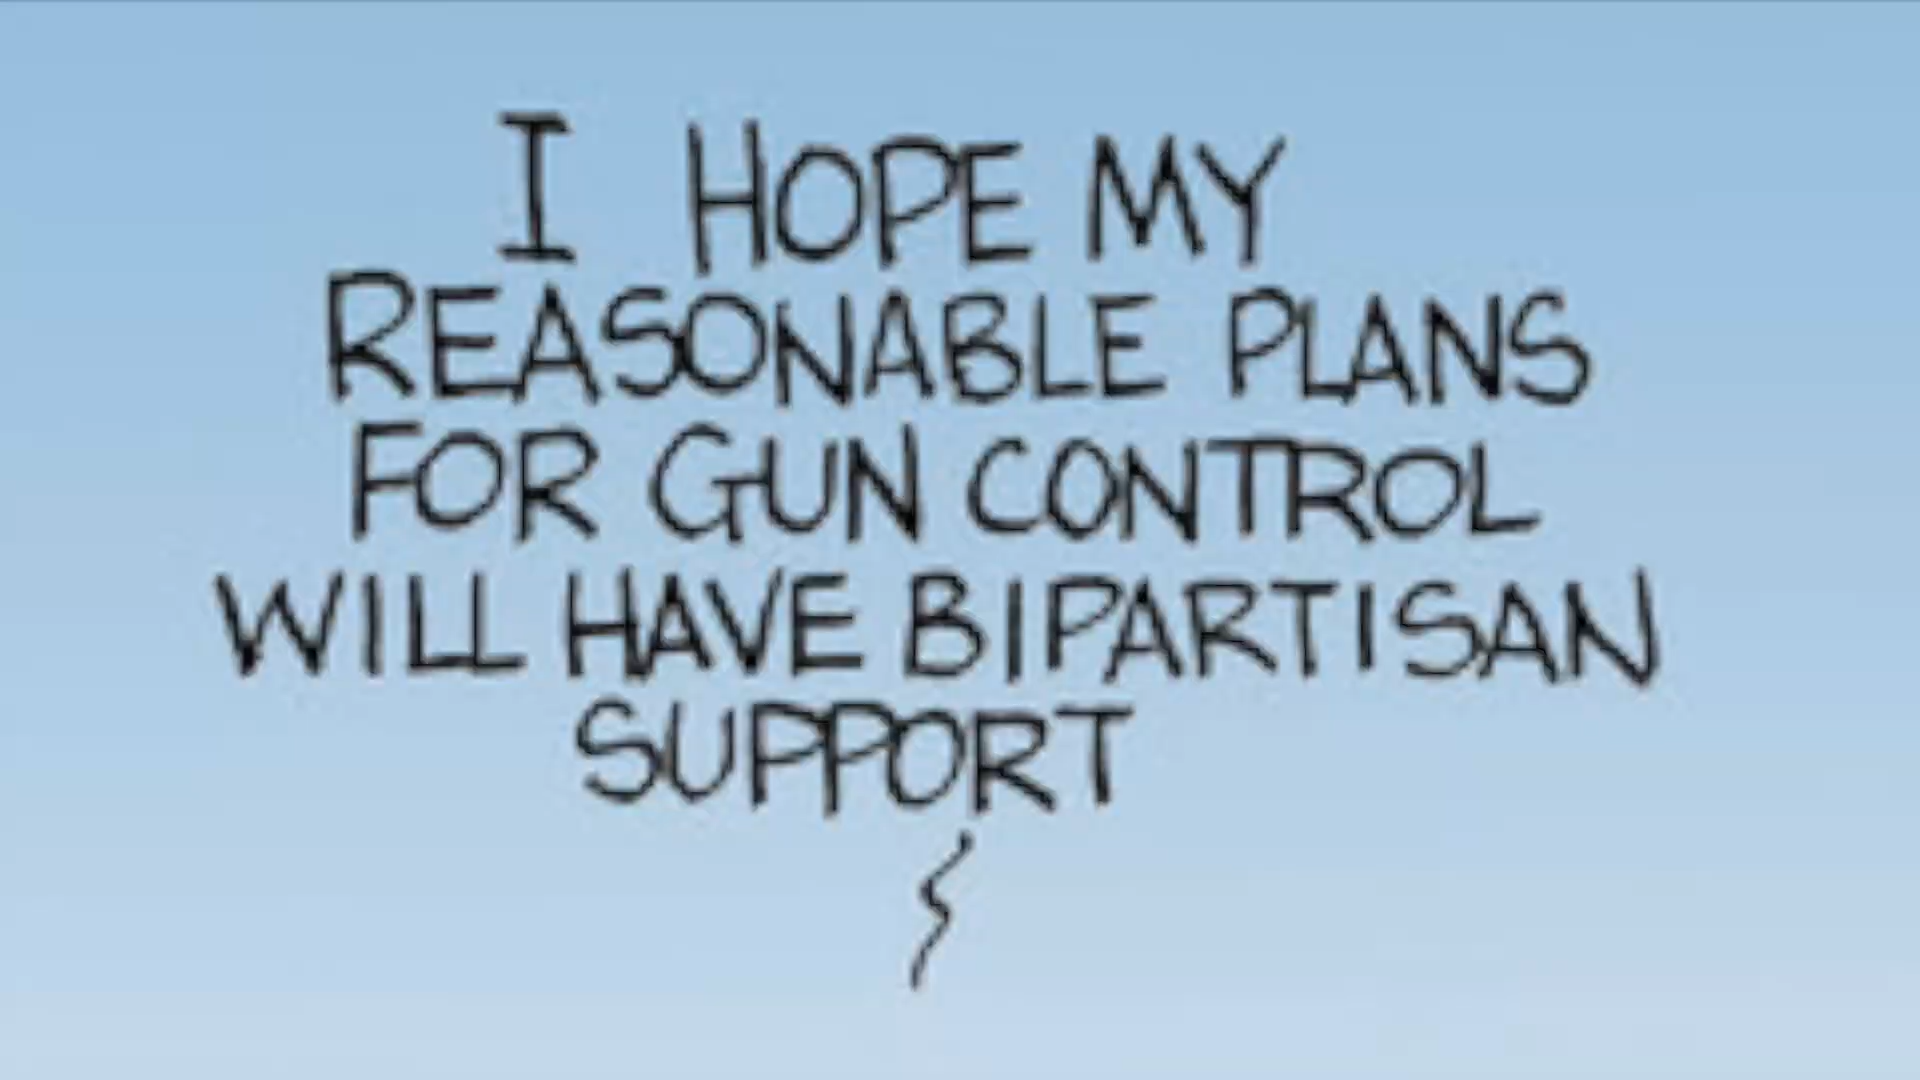 I HOPE MY
REASONABLE PLANS
FOR GUN CONTROL
WILL HAVE BIPARTISAN
SUPPORT